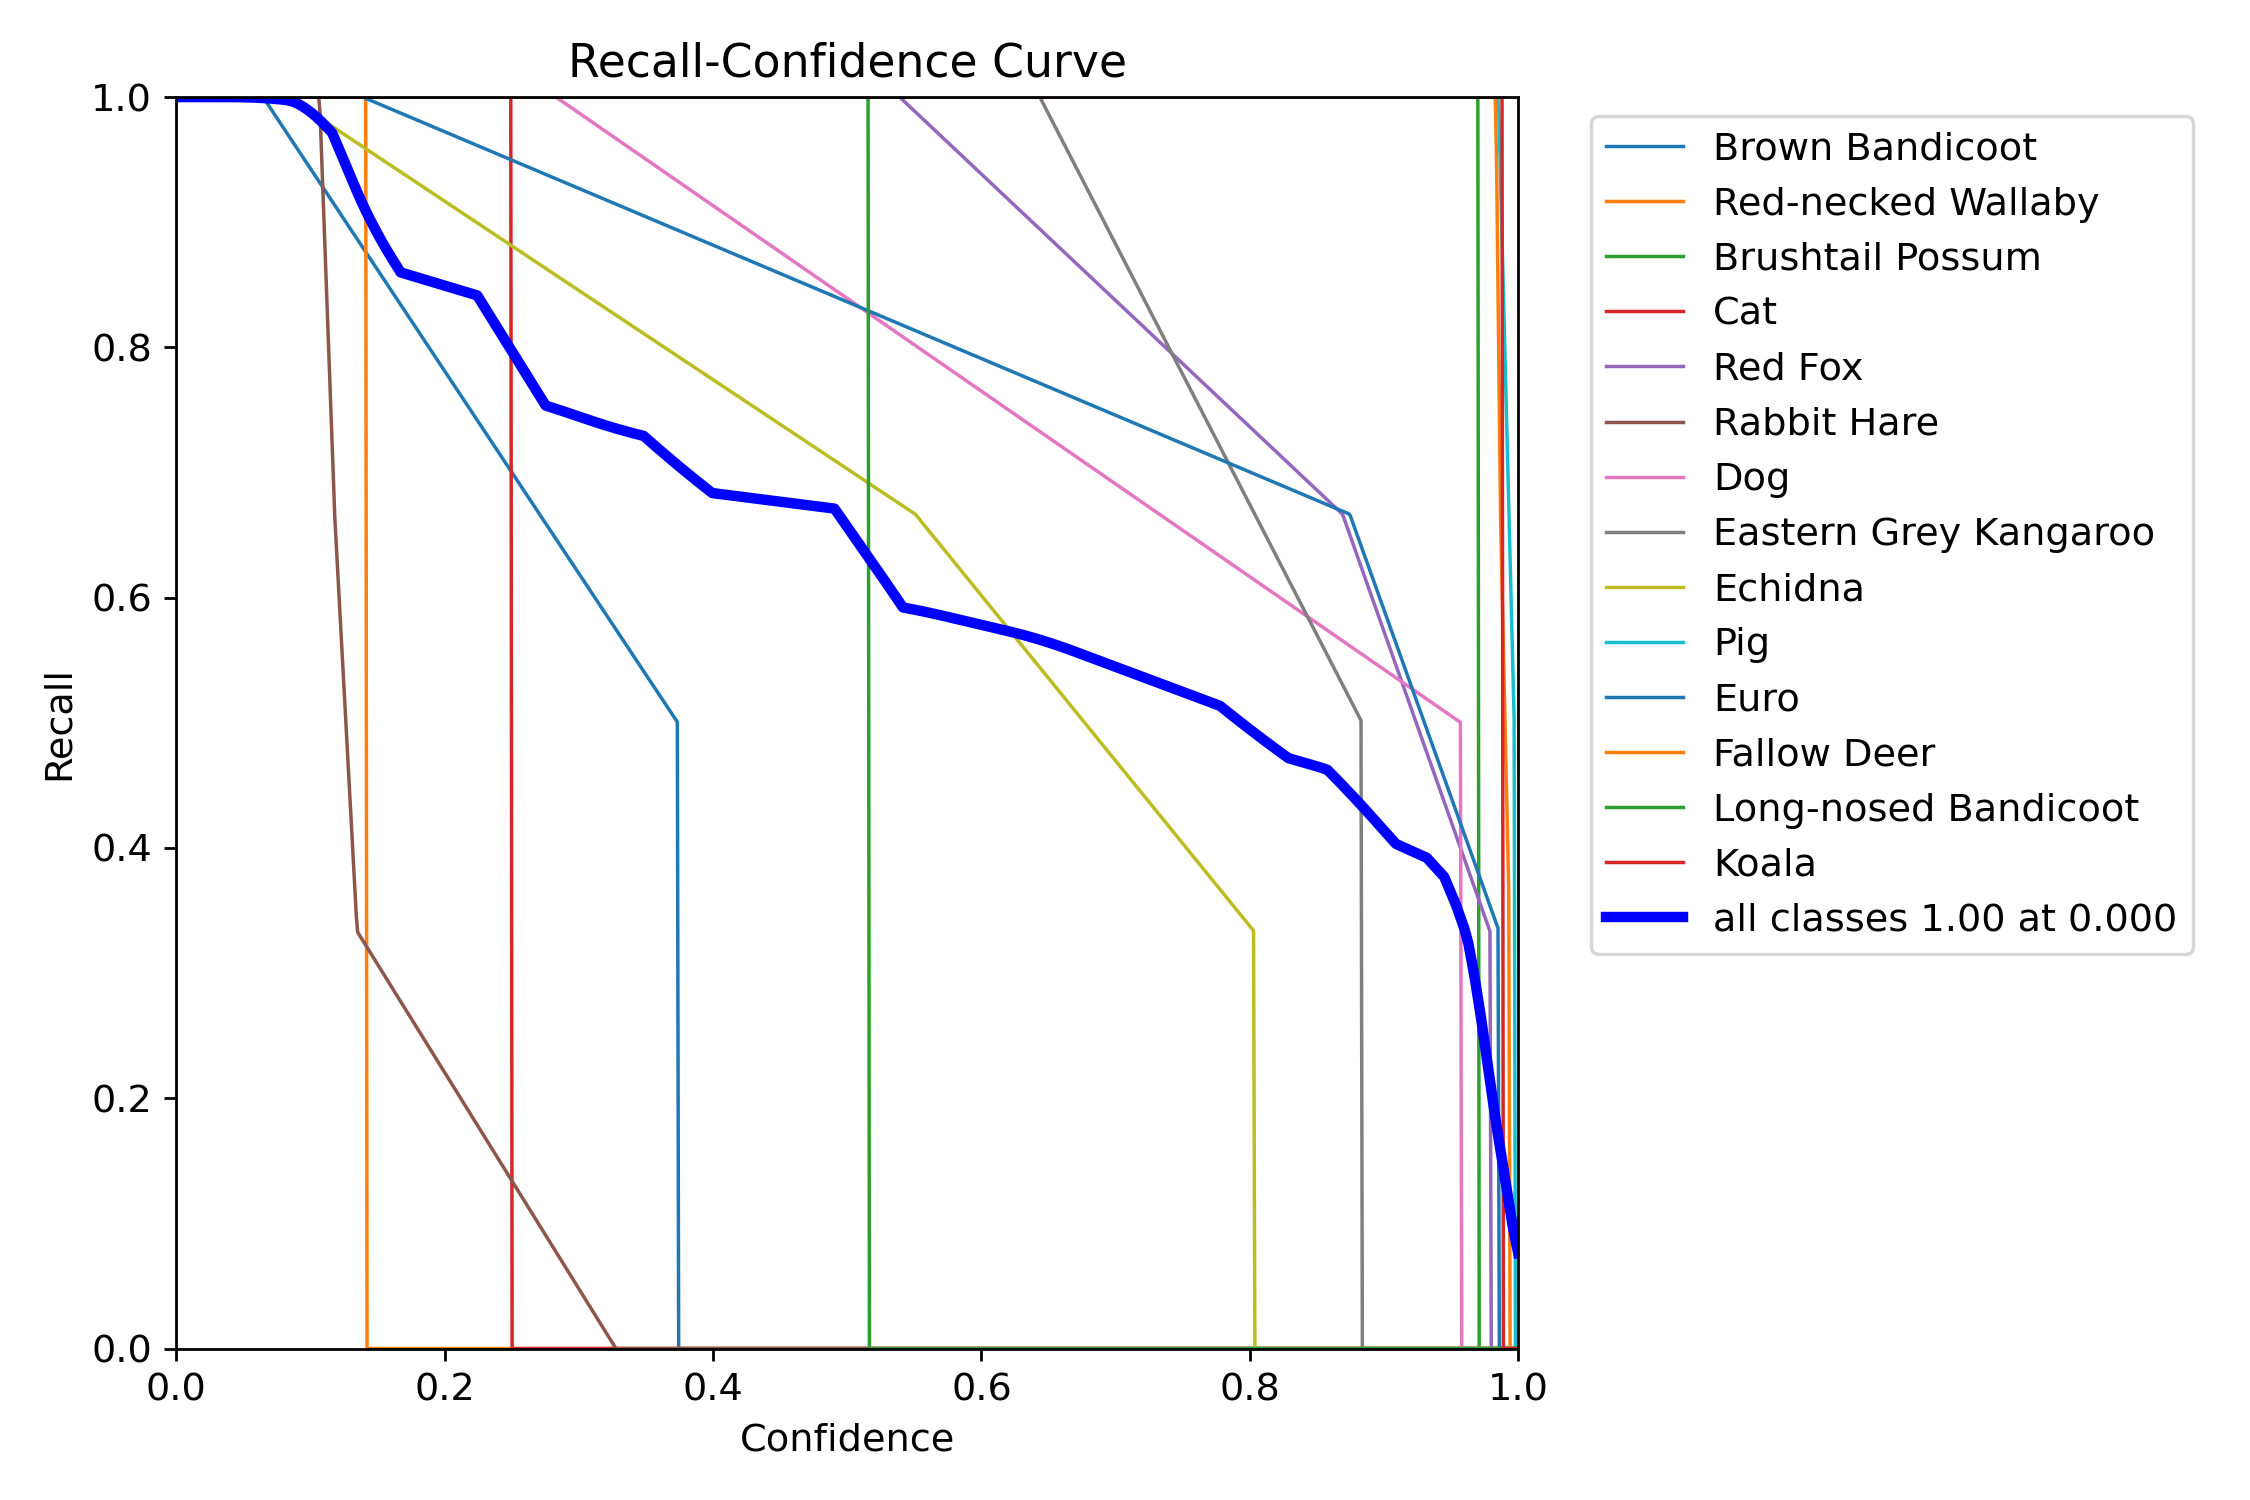 Recall-Confidence Curve
1.0
0.8
0.6
0.4
0.2
0.0
Recall
0.0 0.2 0.4 0.6 0.8 1.0
Confidence
Brown Bandicoot
Red-necked Wallaby
Brushtail Possum
Cat
Red Fox
Rabbit Hare
Dog
Eastern Grey Kangaroo
Echidna
Pig
Euro
Fallow Deer
Long-nosed Bandicoot
Koala
all classes 1.00 at 0.000